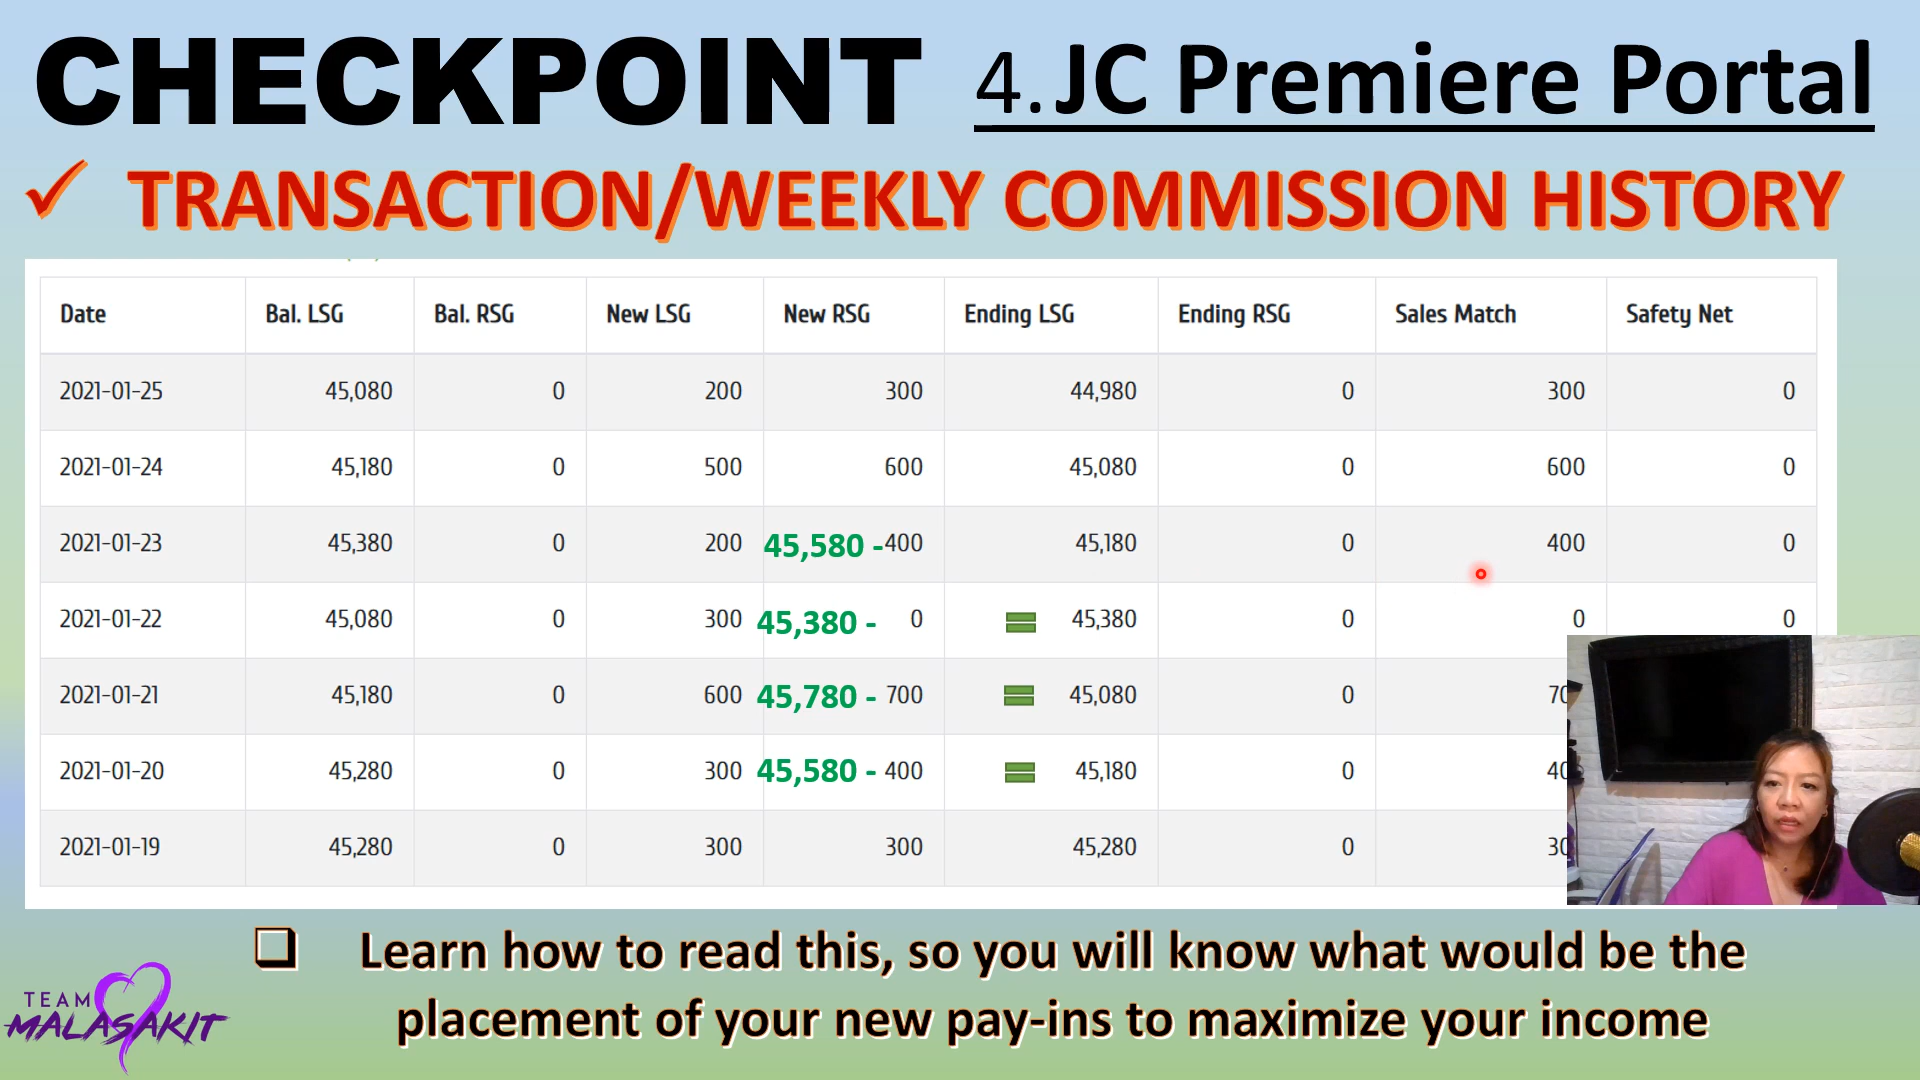 CHECKPOINT 4. JC Premiere Portal
✓ TRANSACTION/WEEKLY COMMISSION HISTORY
Date Bal. LSG Bal. RSG New LSG New RSG Ending LSG Ending RSG Sales Match Safety Net
2021-01-25 45,080 0 200 300 44,980 0 300 0
2021-01-24 45,180 0 500 600 45,080 0 600 0
2021-01-23 45,380 0 200 45,580 - 400 45,180 0 400 0
2021-01-22 45,080 0 300 45,380 - 0 = 45,380 0 0 0
2021-01-21 45,180 0 600 45,780 - 700 = 45,080 0 70
2021-01-20 45,280 0 300 45,580 - 400 = 45,180 0 40
2021-01-19 45,280 0 300 300 45,280 0 30
❑ Learn how to read this, so you will know what would be the
placement of your new pay-ins to maximize your income
TEAM
MALASAKIT